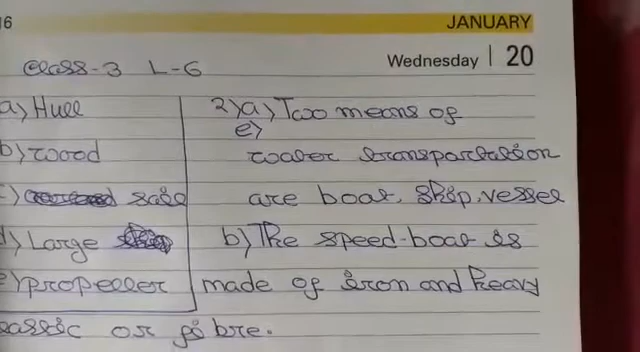 16 JANUARY
Wednesday | 20
Class-3 L-6
a) Hull
b) wood
c) sail
d) Large
e) propeller
2) a) Two means of
e)
water transportation
are boat, ship, vessel
b) The speed-boat is
made of iron and heavy
plastic or fibre.